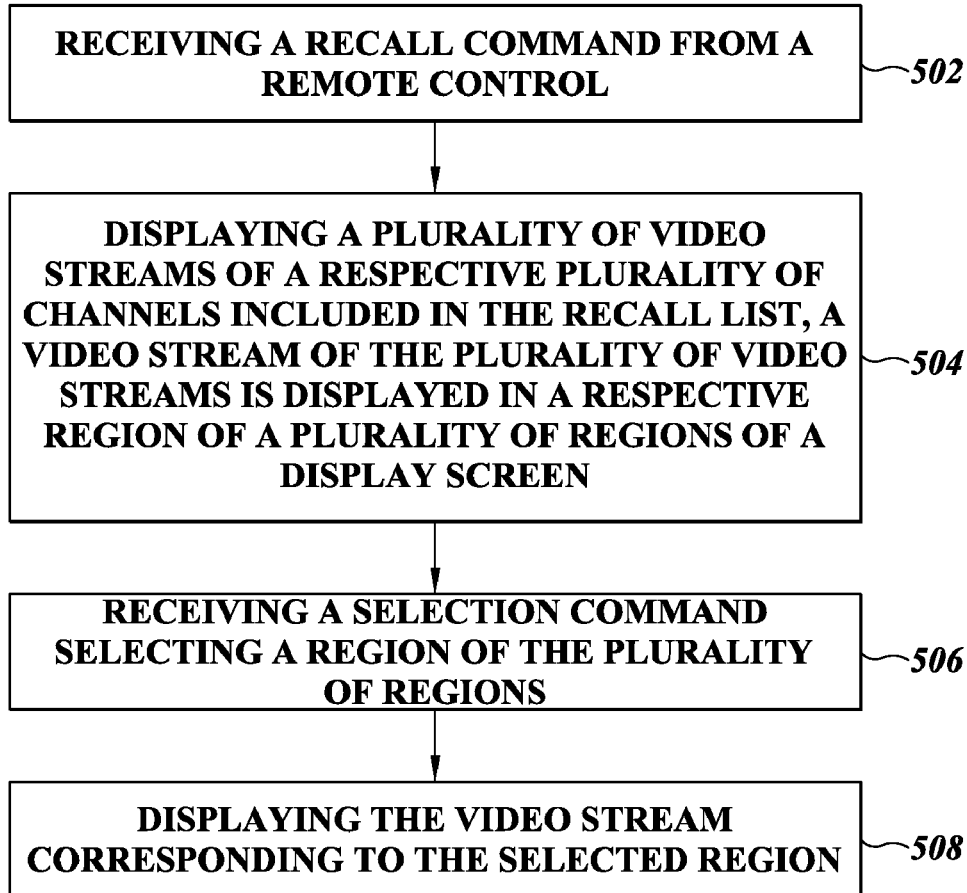 RECEIVING A RECALL COMMAND FROM A
REMOTE CONTROL
502
DISPLAYING A PLURALITY OF VIDEO
STREAMS OF A RESPECTIVE PLURALITY OF
CHANNELS INCLUDED IN THE RECALL LIST, A
VIDEO STREAM OF THE PLURALITY OF VIDEO
STREAMS IS DISPLAYED IN A RESPECTIVE
REGION OF A PLURALITY OF REGIONS OF A
DISPLAY SCREEN
504
RECEIVING A SELECTION COMMAND
SELECTING A REGION OF THE PLURALITY
OF REGIONS
506
DISPLAYING THE VIDEO STREAM
CORRESPONDING TO THE SELECTED REGION
508